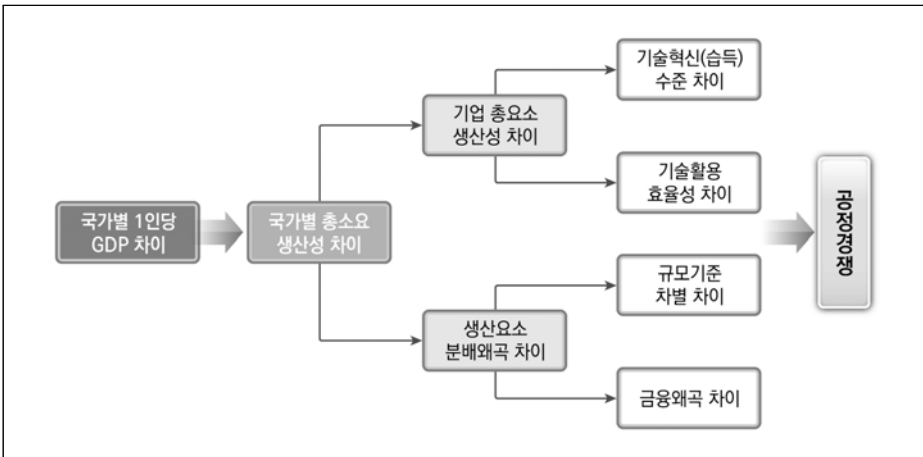 국가별 1인당
GDP 차이
국가별 총소요
생산성 차이
기업 총요소
생산성 차이
생산요소
분배왜곡 차이
기술혁신(습득)
수준 차이
기술활용
효율성 차이
규모기준
차별 차이
금융왜곡 차이
공정경쟁